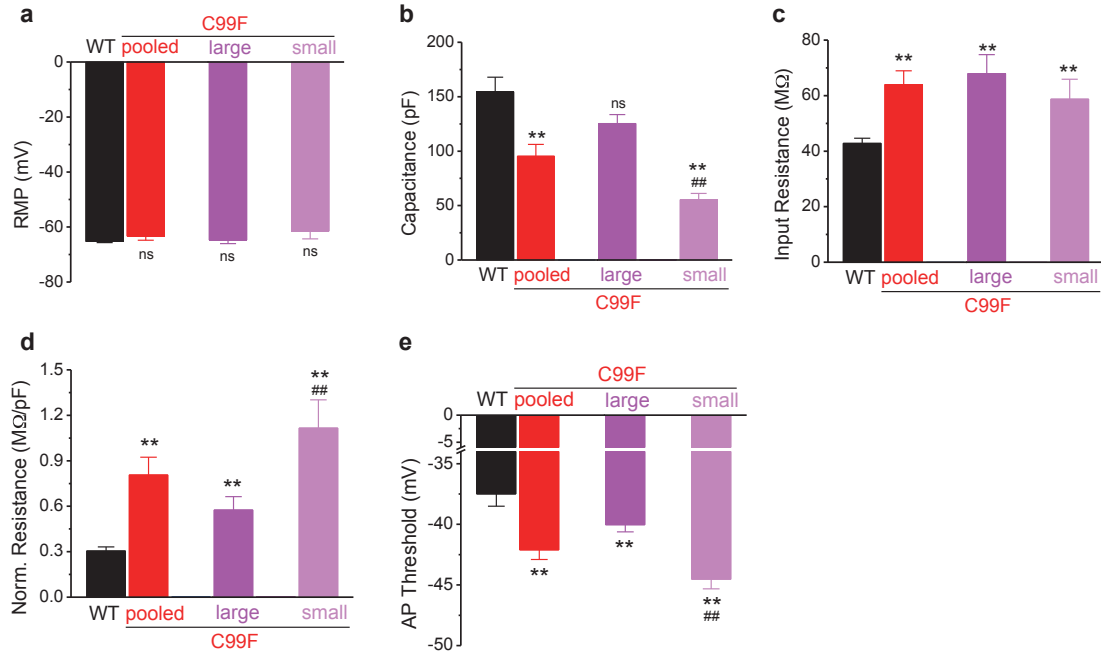 a
C99F
WT pooled large small
0
-20
-40
-60
-80
RMP (mV)
ns ns ns
b
200
150
100
50
0
Capacitance (pF)
**
ns
**
##
WT pooled large small
C99F
c
80
60
40
20
0
Input Resistance (MΩ)
** ** **
WT pooled large small
C99F
d
1.5
1.2
0.9
0.6
0.3
0.0
Norm. Resistance (MΩ/pF)
**
**
**
##
WT pooled large small
C99F
e
C99F
WT pooled large small
0
-5
-35
-40
-45
-50
AP Threshold (mV)
**
**
**
##